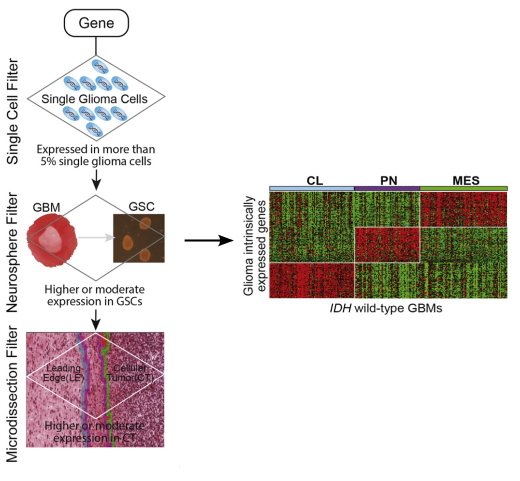 Gene
Single Cell Filter
Single Glioma Cells
Expressed in more than
5% single glioma cells
Neurosphere Filter
GBM
GSC
Higher or moderate
expression in GSCs
Microdissection Filter
Leading-
Edge(LE)
Cellular
Tumor(CT)
Higher or moderate
expression in CT
CL
PN
MES
Glioma intrinsically
expressed genes
IDH wild-type GBMs